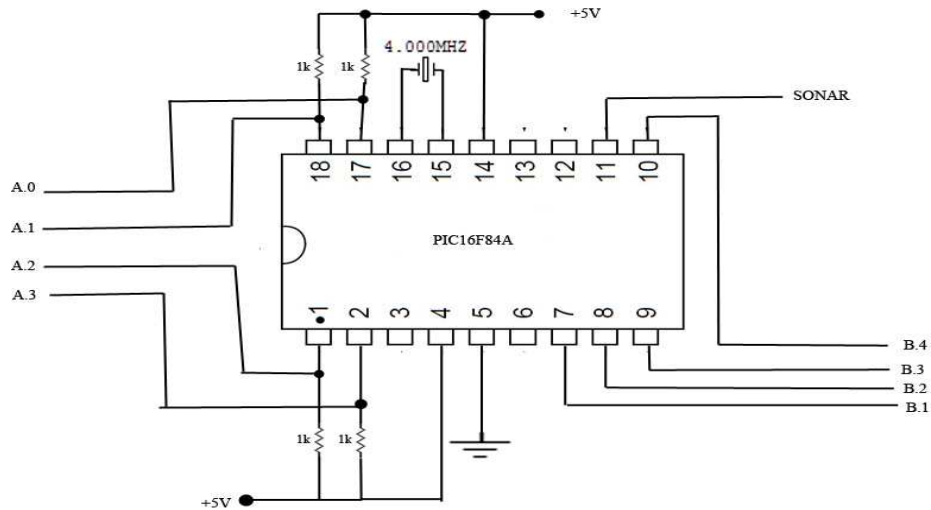 +5V
4.000MHZ
1k
1k
SONAR
18
17
16
15
14
13
12
11
10
A.0
A.1
PIC16F84A
A.2
A.3
1
2
3
4
5
6
7
8
9
B.4
B.3
B.2
B.1
1k
1k
+5V